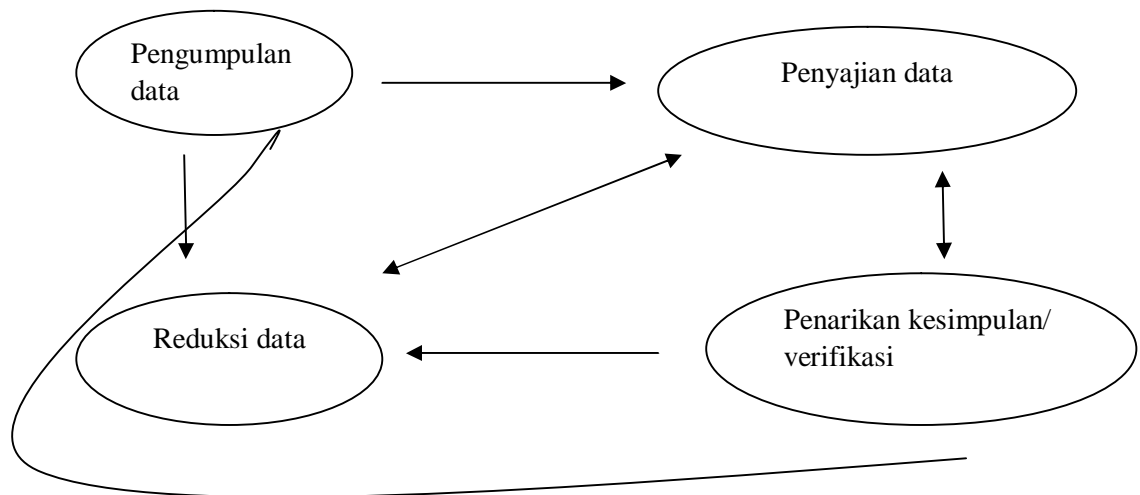 Pengumpulan
data
Penyajian data
Reduksi data
Penarikan kesimpulan/
verifikasi